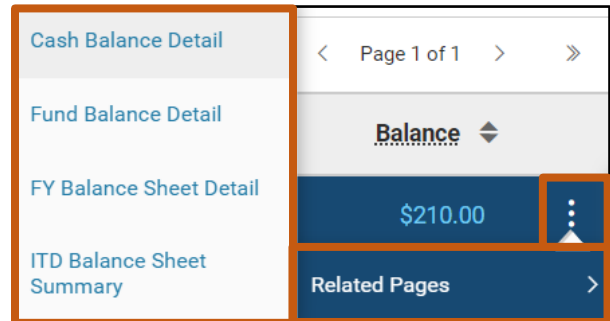 Cash Balance Detail
Fund Balance Detail
FY Balance Sheet Detail
ITD Balance Sheet
Summary
Page 1 of 1
Balance
$210.00
Related Pages